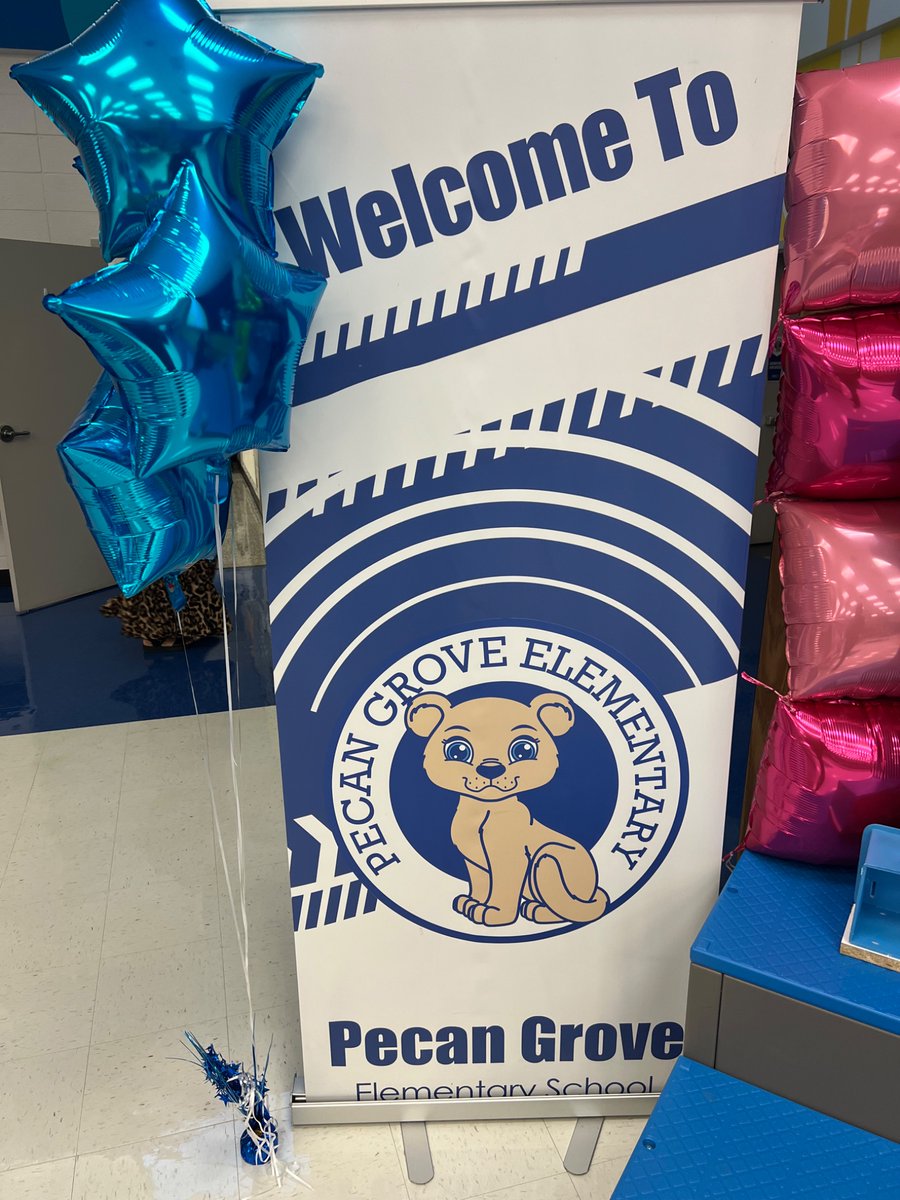 Welcome To
PECAN GROVE ELEMENTARY
Pecan Grove
Elementary School